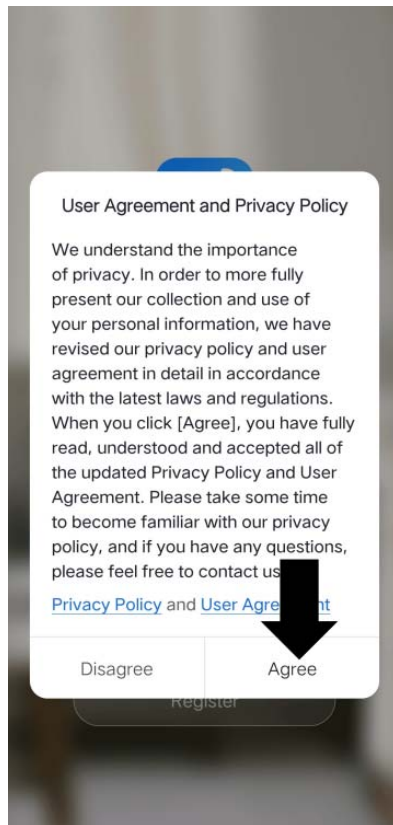 User Agreement and Privacy Policy
We understand the importance
of privacy. In order to more fully
present our collection and use of
your personal information, we have
revised our privacy policy and user
agreement in detail in accordance
with the latest laws and regulations.
When you click [Agree], you have fully
read, understood and accepted all of
the updated Privacy Policy and User
Agreement. Please take some time
to become familiar with our privacy
policy, and if you have any questions,
please feel free to contact us
Privacy Policy and User
Disagree
Agree
Register